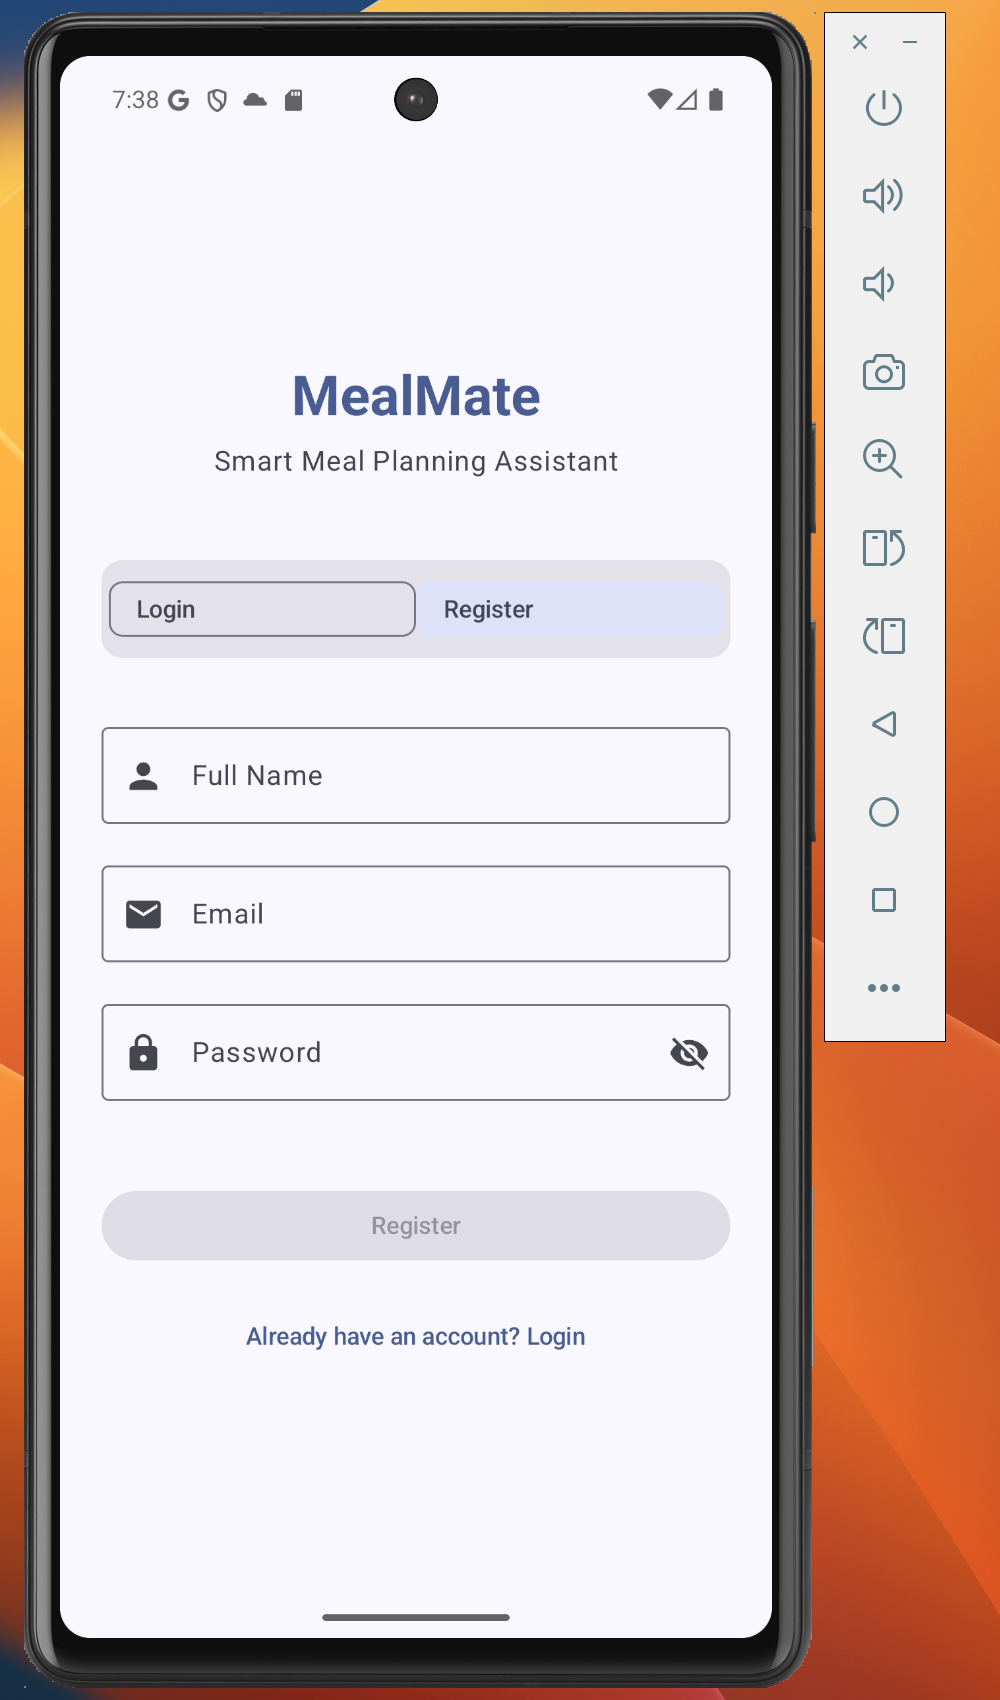 7:38
MealMate
Smart Meal Planning Assistant
Login Register
Full Name
Email
Password
Register
Already have an account? Login